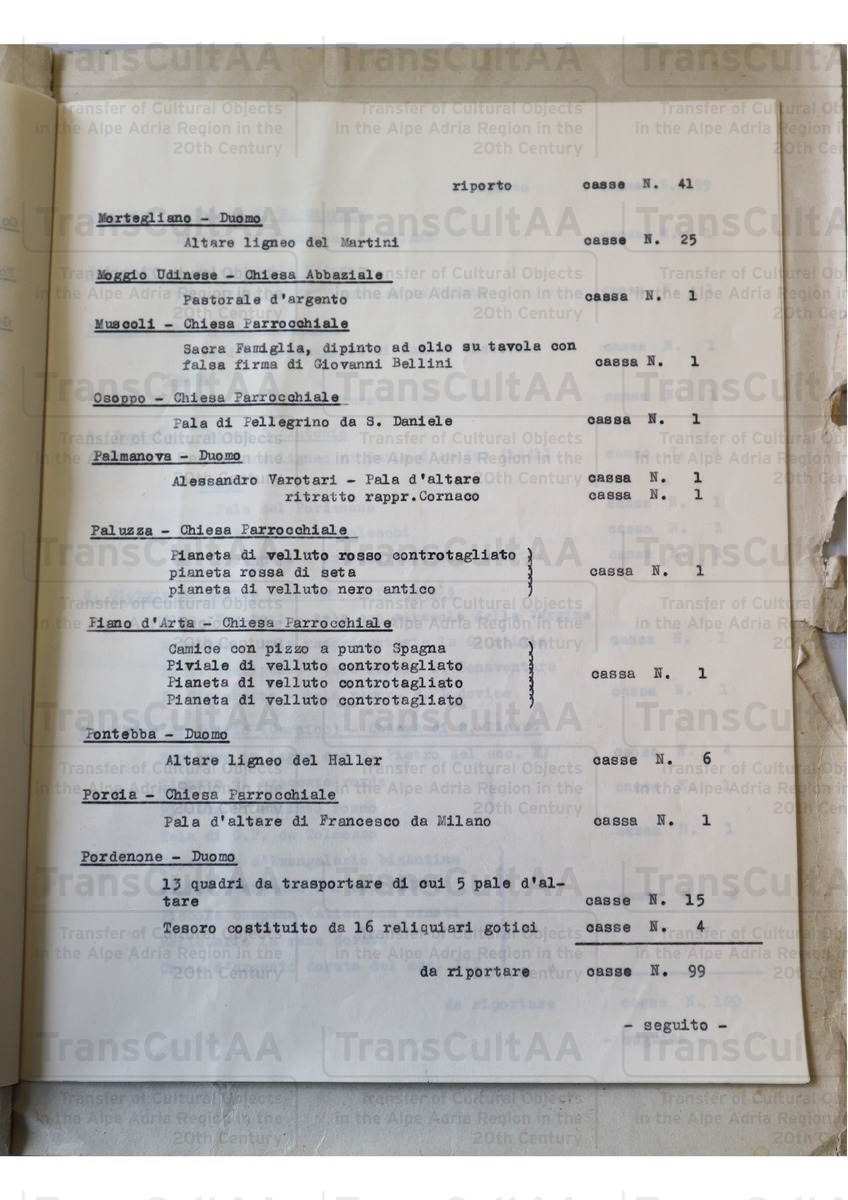 riporto casse N. 41
Mortegliano - Duomo
Altare ligneo del Martini casse N. 25
Moggio Udinese - Chiesa Abbaziale
Pastorale d'argento cassa N. 1
Muscoli - Chiesa Parrocchiale
Sacra Famiglia, dipinto ad olio su tavola con
falsa firma di Giovanni Bellini cassa N. 1
Osoppo - Chiesa Parrocchiale
Pala di Pellegrino da S. Daniele cassa N. 1
Palmanova - Duomo
Alessandro Varotari - Pala d'altare cassa N. 1
ritratto rappr.Cornaco cassa N. 1
Paluzza - Chiesa Parrocchiale
Pianeta di velluto rosso controtagliato )
pianeta rossa di seta ) cassa N. 1
pianeta di velluto nero antico )
Piano d'Arta - Chiesa Parrocchiale
Camice con pizzo a punto Spagna )
Piviale di velluto controtagliato )
Pianeta di velluto controtagliato ) cassa N. 1
Pianeta di velluto controtagliato )
Pontebba - Duomo
Altare ligneo del Haller casse N. 6
Porcia - Chiesa Parrocchiale
Pala d'altare di Francesco da Milano cassa N. 1
Pordenone - Duomo
13 quadri da trasportare di cui 5 pale d'al-
tare casse N. 15
Tesoro costituito da 16 reliquiari gotici casse N. 4
da riportare casse N. 99
- seguito -
TransCultAA
Transfer of Cultural Objects
in the Alpe Adria Region in the
20th Century